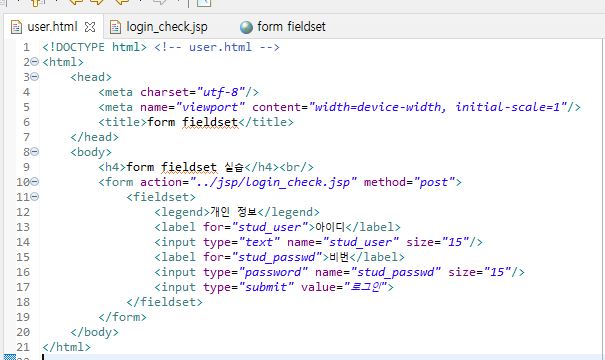 user.html login_check.jsp form fieldset
1 <!DOCTYPE html> <!-- user.html -->
2 <html>
3 <head>
4 <meta charset="utf-8"/>
5 <meta name="viewport" content="width=device-width, initial-scale=1"/>
6 <title>form fieldset</title>
7 </head>
8 <body>
9 <h4>form fieldset 실습</h4><br/>
10 <form action="../jsp/login_check.jsp" method="post">
11 <fieldset>
12 <legend>개인 정보</legend>
13 <label for="stud_user">아이디</label>
14 <input type="text" name="stud_user" size="15"/>
15 <label for="stud_passwd">비번</label>
16 <input type="password" name="stud_passwd" size="15"/>
17 <input type="submit" value="로그인">
18 </fieldset>
19 </form>
20 </body>
21 </html>